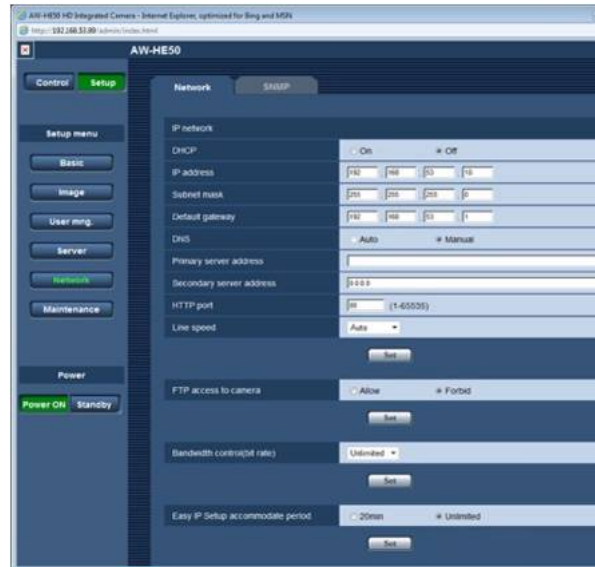 AW-HE50 HD Integrated Camera - Internet Explorer, optimized for Bing and MSN
http://192.168.53.99/admin/index.html
AW-HE50
Control Setup
Network SNMP
Setup menu
Basic
Image
User mng.
Server
Network
Maintenance
Power
Power ON Standby
IP network
DHCP On Off
IP address 192 168 53 10
Subnet mask 255 255 255 0
Default gateway 192 168 53 1
DNS Auto Manual
Primary server address
Secondary server address 0.0.0.0
HTTP port 80 (1-65535)
Line speed Auto
Set
FTP access to camera Allow Forbid
Set
Bandwidth control(bit rate) Unlimited
Set
Easy IP Setup accommodate period 20min Unlimited
Set